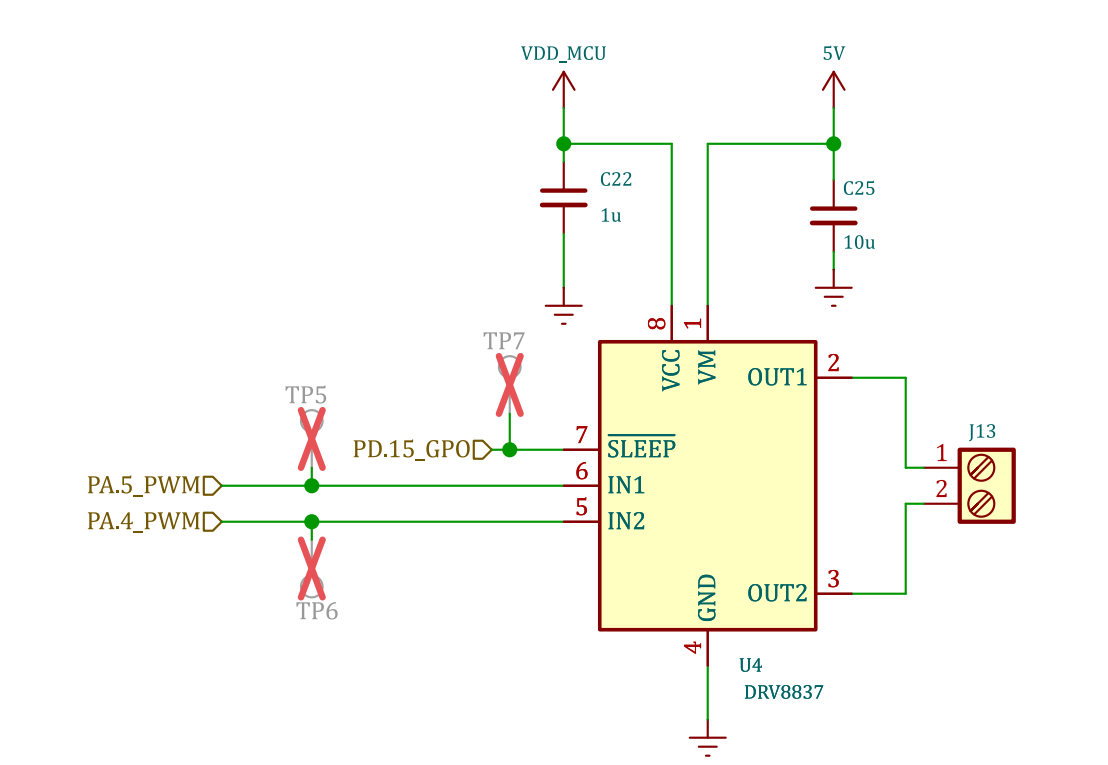 VDD_MCU
5V
C22
1u
C25
10u
TP7
TP5
PD.15_GPO
PA.5_PWM
PA.4_PWM
TP6
8
1
VCC
VM
7
SLEEP
6
IN1
5
IN2
OUT1
2
OUT2
3
GND
4
J13
1
2
U4
DRV8837